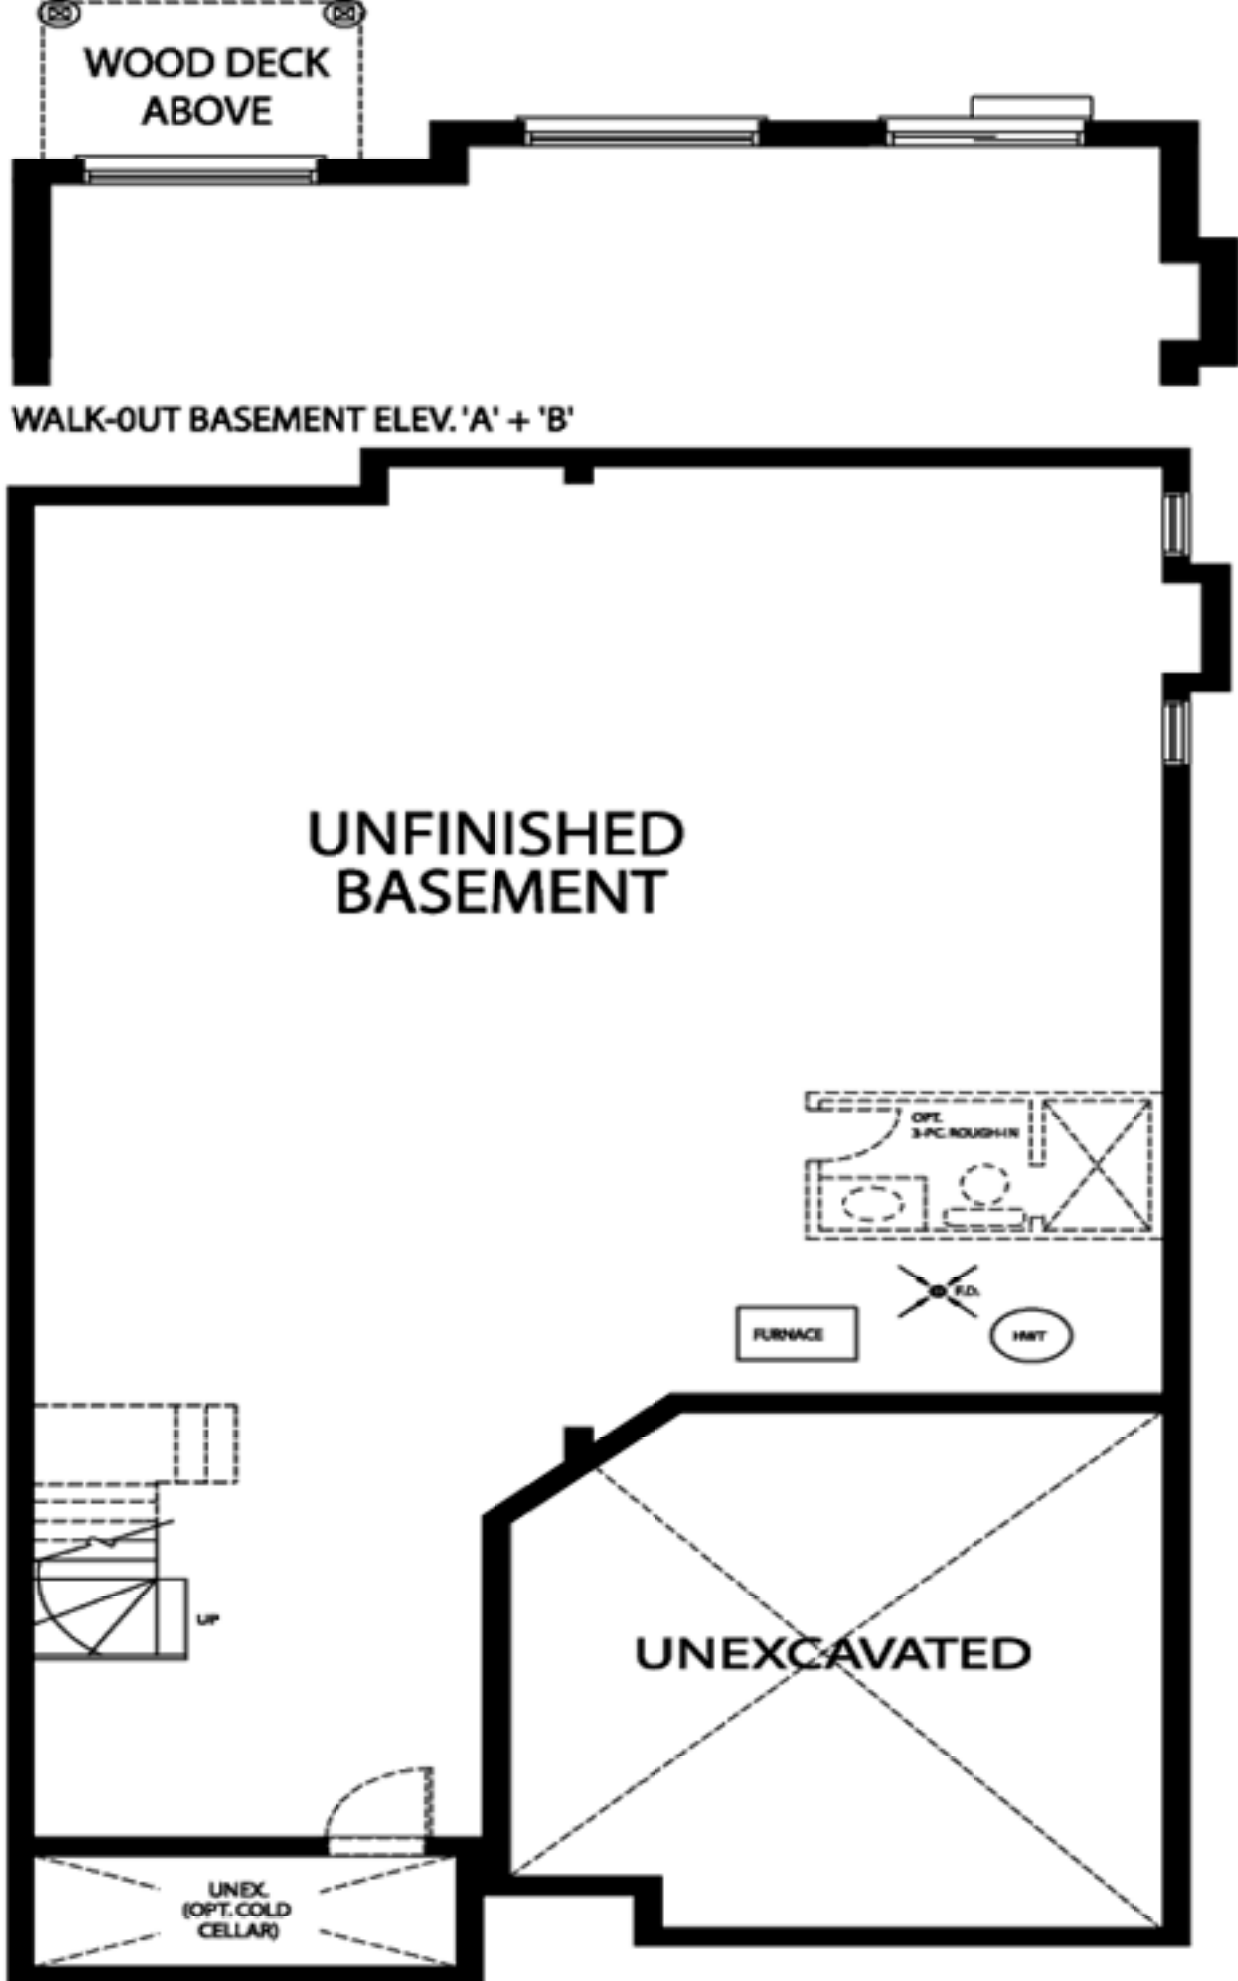 WOOD DECK
ABOVE
WALK-0UT BASEMENT ELEV. 'A' + 'B'
UNFINISHED
BASEMENT
OPT.
3-PC. ROUGH-IN
F.D.
FURNACE
HWT
UP
UNEXCAVATED
UNEX.
(OPT. COLD
CELLAR)